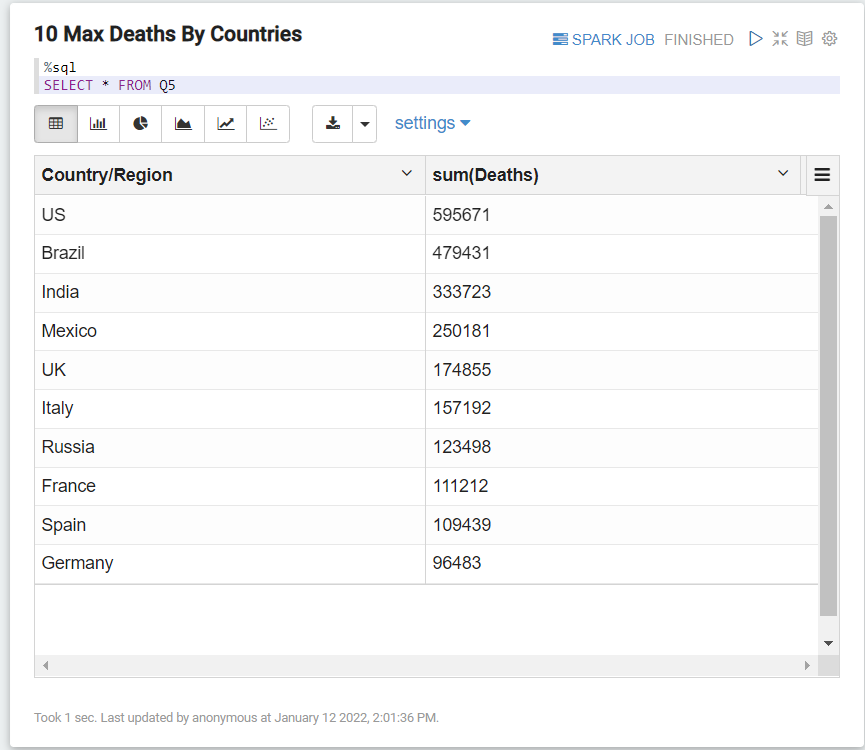 10 Max Deaths By Countries
SPARK JOB FINISHED
%sql
SELECT * FROM Q5
settings
Country/Region sum(Deaths)
US 595671
Brazil 479431
India 333723
Mexico 250181
UK 174855
Italy 157192
Russia 123498
France 111212
Spain 109439
Germany 96483
Took 1 sec. Last updated by anonymous at January 12 2022, 2:01:36 PM.